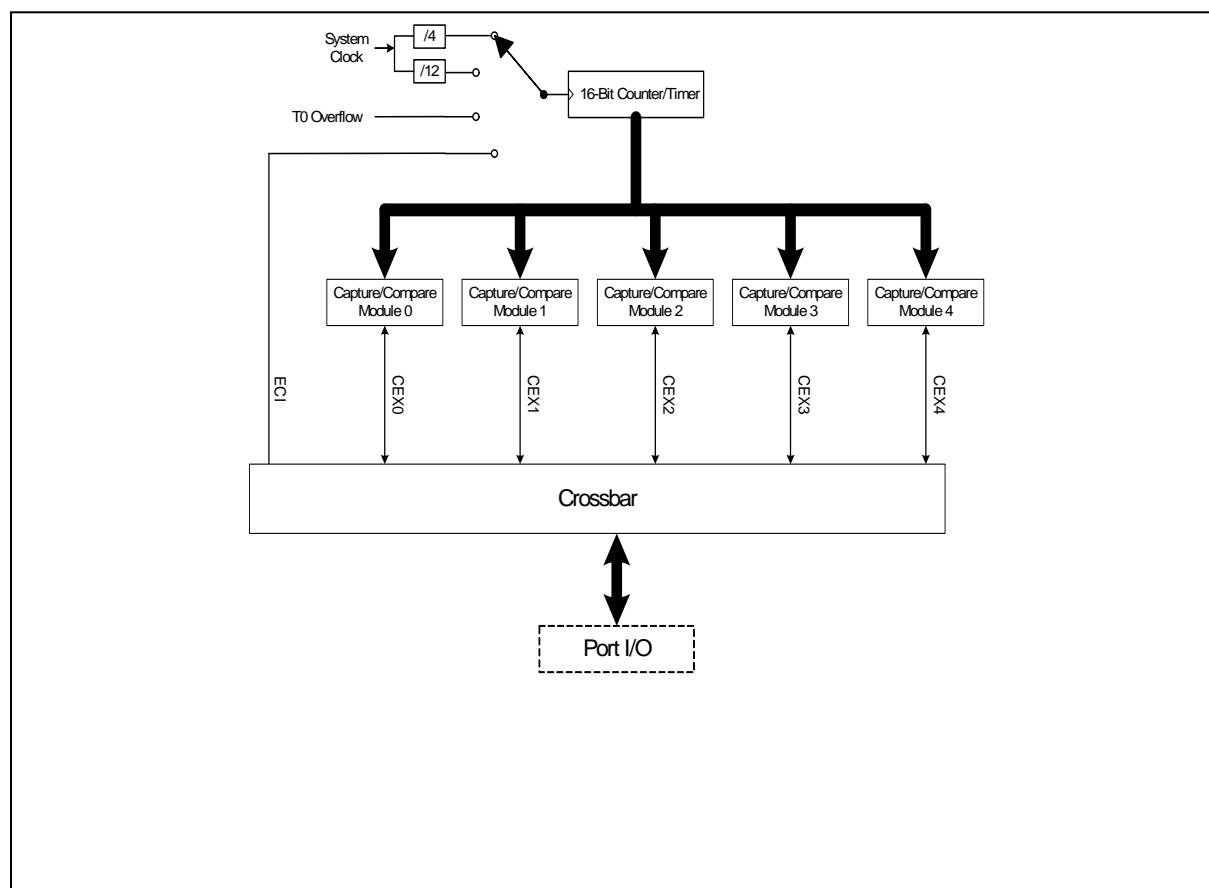 System
Clock
/4
/12
16-Bit Counter/Timer
T0 Overflow
Capture/Compare
Module 0
Capture/Compare
Module 1
Capture/Compare
Module 2
Capture/Compare
Module 3
Capture/Compare
Module 4
ECI
CEX0
CEX1
CEX2
CEX3
CEX4
Crossbar
Port I/O